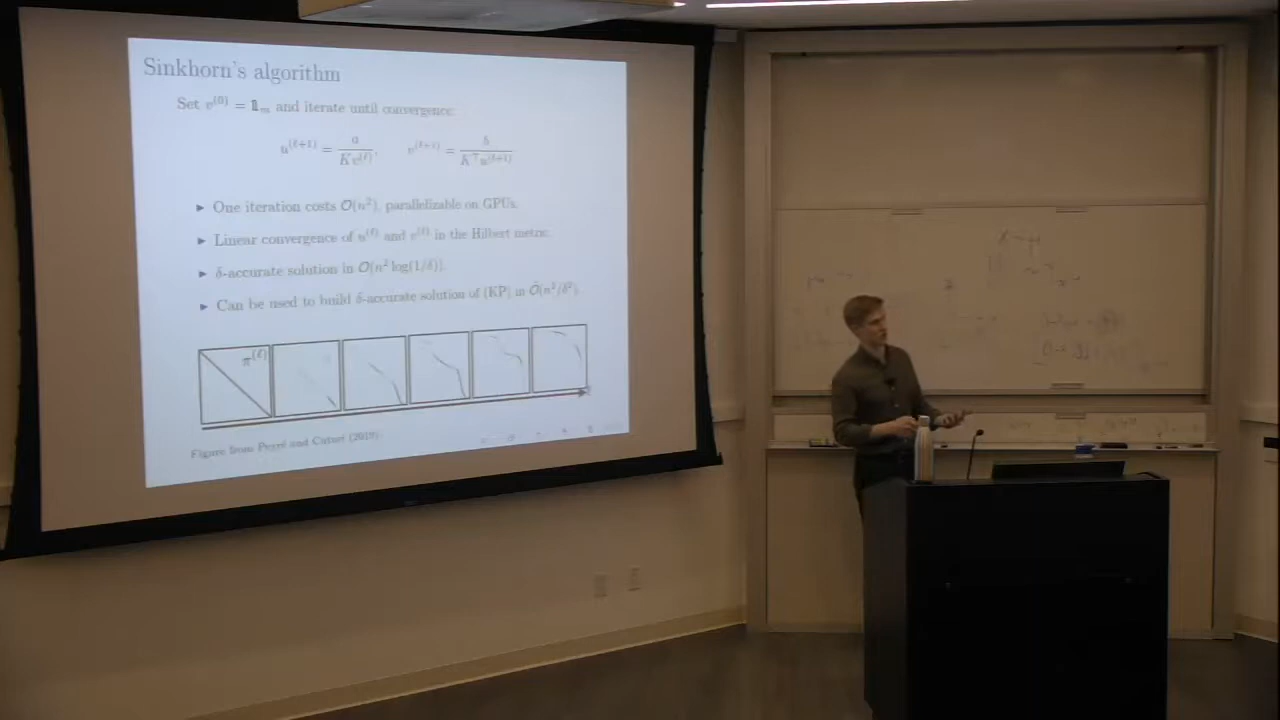 Sinkhorn's algorithm
Set v^{(0)} = 𝟙_m and iterate until convergence:
u^{(ℓ+1)} = a / K v^{(ℓ)}, v^{(ℓ+1)} = b / K^⊤ u^{(ℓ+1)}
▶ One iteration costs O(n²), parallelizable on GPUs.
▶ Linear convergence of u^{(ℓ)} and v^{(ℓ)} in the Hilbert metric.
▶ δ-accurate solution in O(n² log(1/δ)).
▶ Can be used to build δ-accurate solution of (KP) in Õ(n²/δ²).
π^{(ℓ)}
Figure from Peyré and Cuturi (2019)